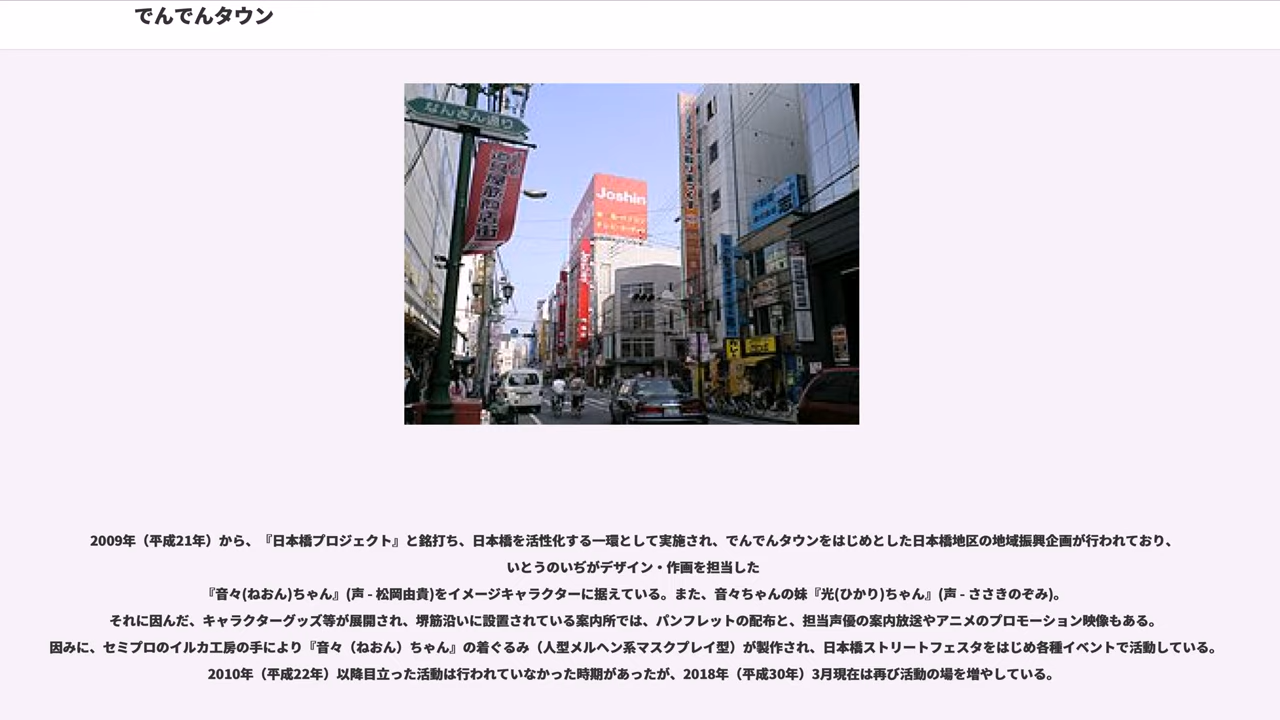 でんでんタウン
なんさん通り
道具屋筋商店街
Joshin
Joshin
2009年（平成21年）から、『日本橋プロジェクト』と銘打ち、日本橋を活性化する一環として実施され、でんでんタウンをはじめとした日本橋地区の地域振興企画が行われており、
いとうのいぢがデザイン・作画を担当した
『音々(ねおん)ちゃん』(声 - 松岡由貴)をイメージキャラクターに据えている。また、音々ちゃんの妹『光(ひかり)ちゃん』(声 - ささきのぞみ)。
それに因んだ、キャラクターグッズ等が展開され、堺筋沿いに設置されている案内所では、パンフレットの配布と、担当声優の案内放送やアニメのプロモーション映像もある。
因みに、セミプロのイルカ工房の手により『音々（ねおん）ちゃん』の着ぐるみ（人型メルヘン系マスクプレイ型）が製作され、日本橋ストリートフェスタをはじめ各種イベントで活動している。
2010年（平成22年）以降目立った活動は行われていなかった時期があったが、2018年（平成30年）3月現在は再び活動の場を増やしている。